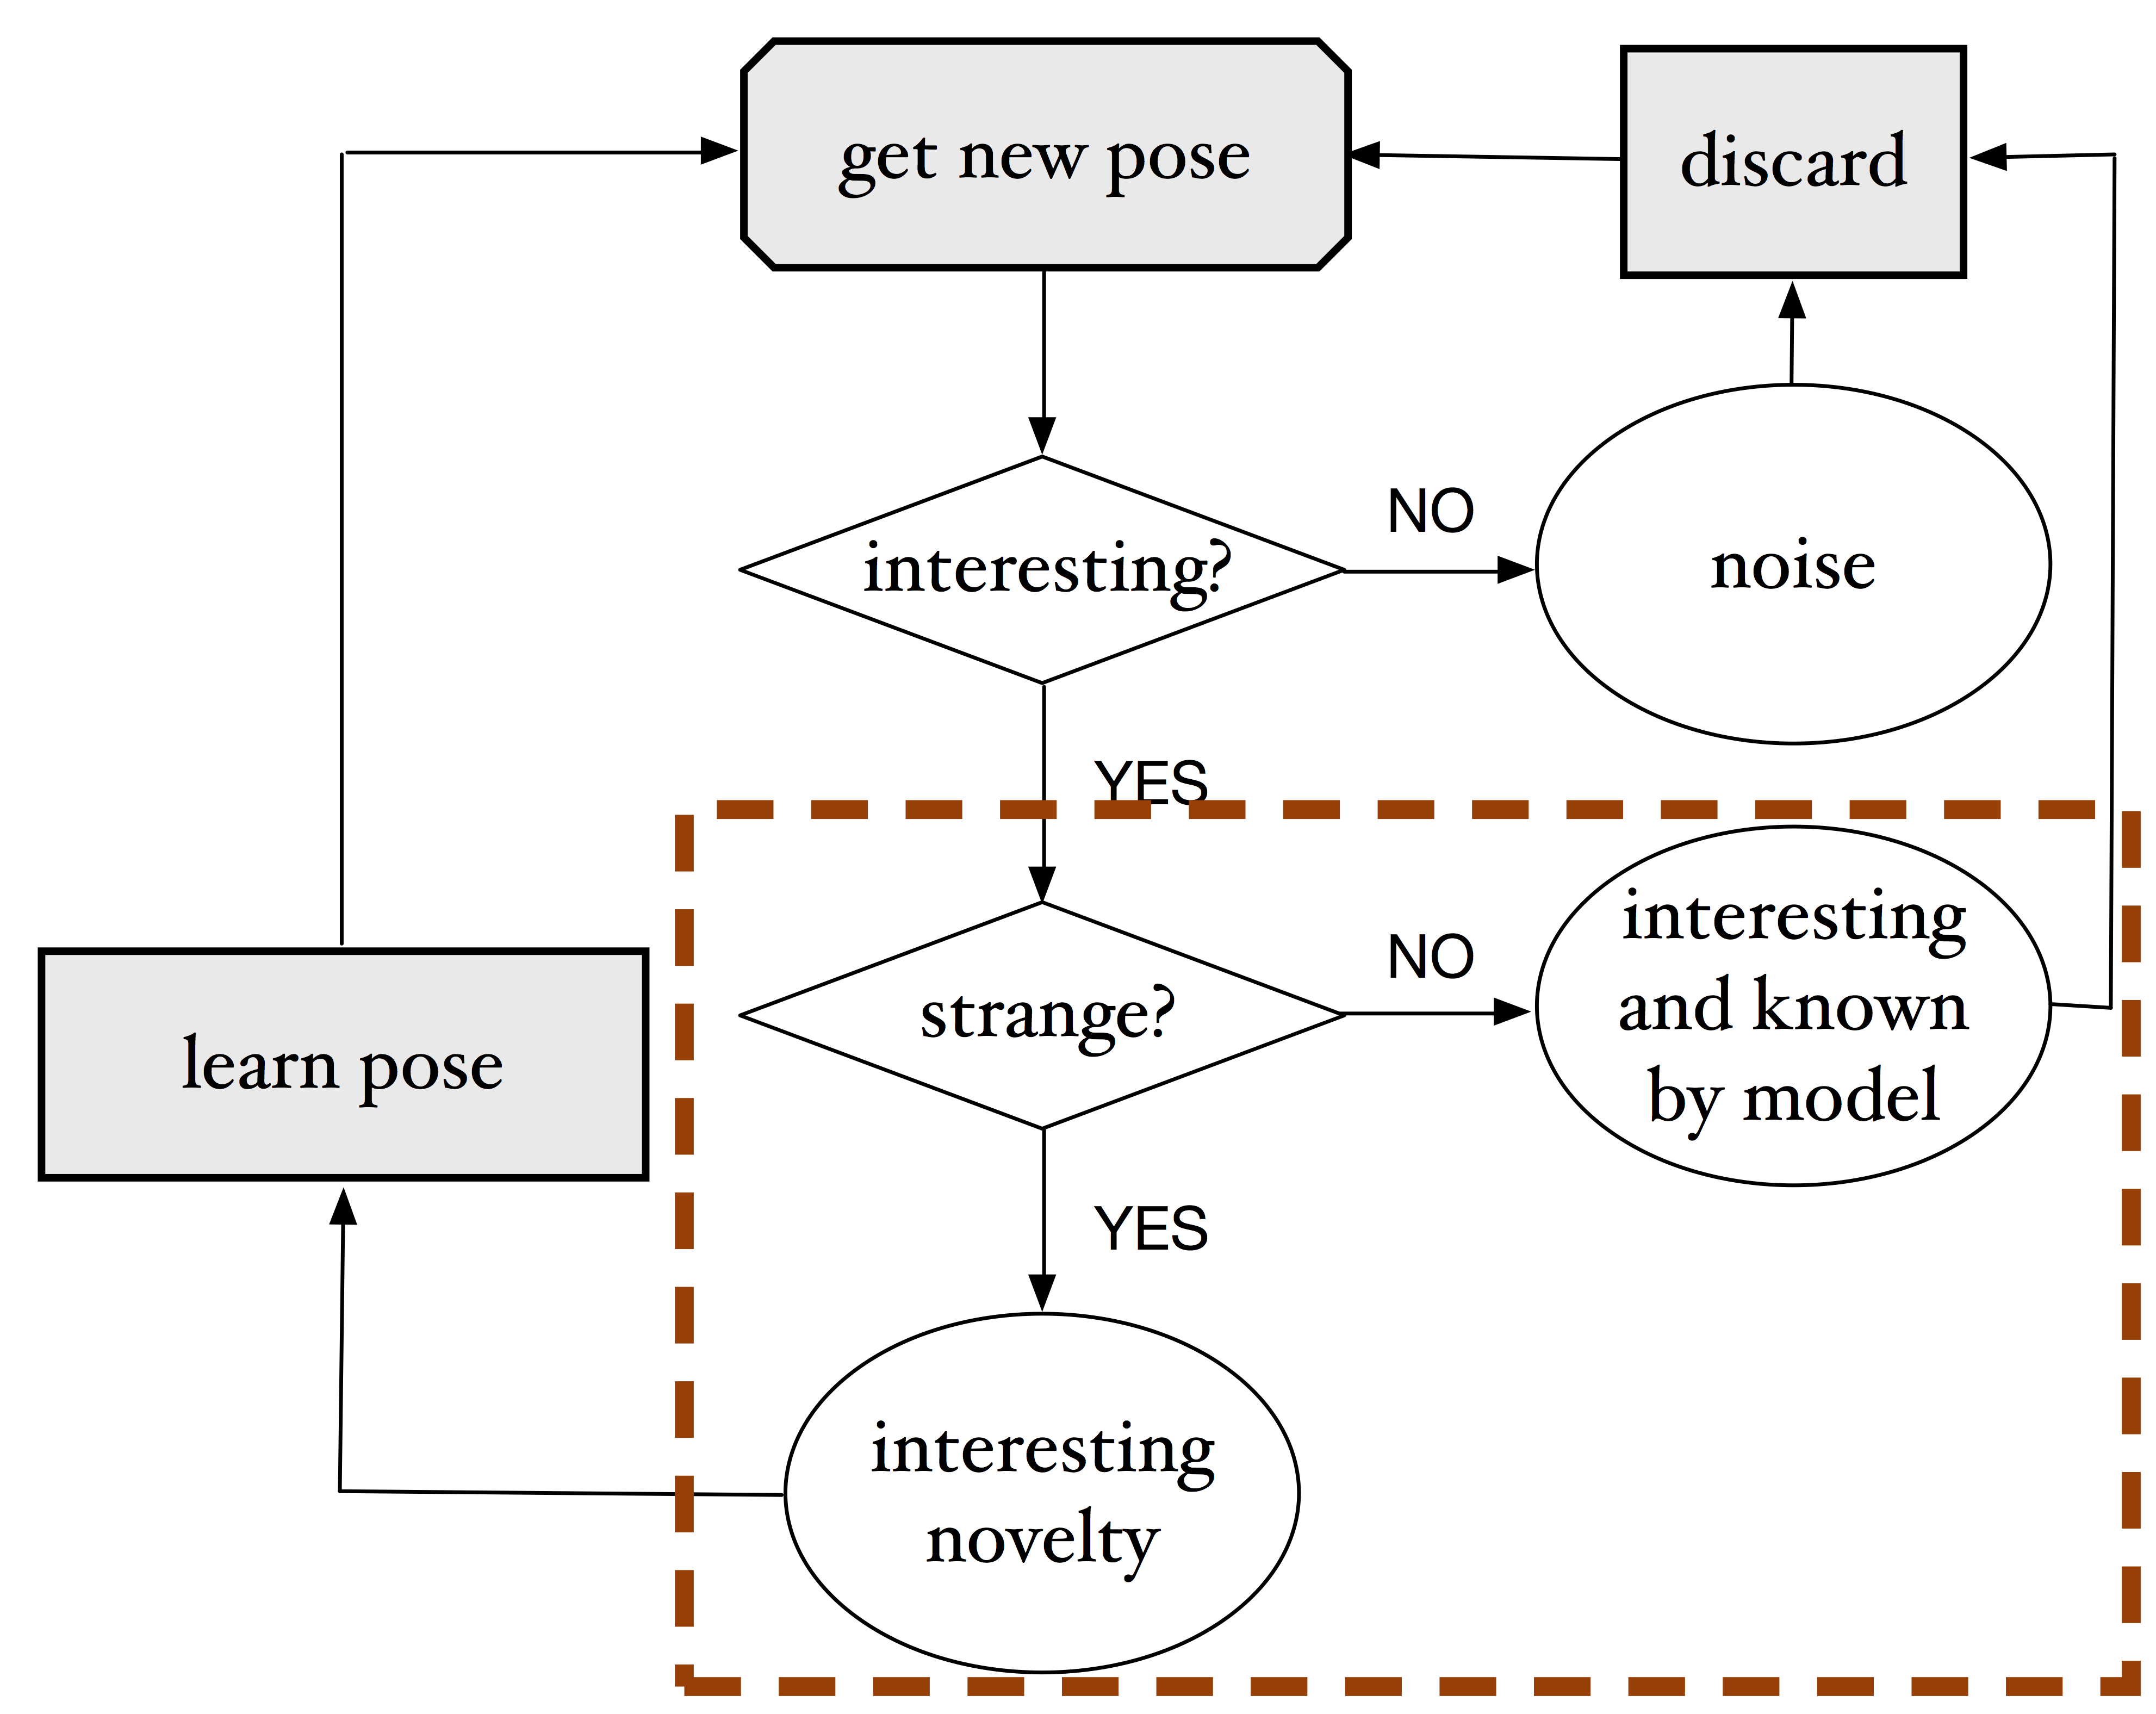 get new pose
discard
interesting?
NO
noise
YES
strange?
NO
interesting
and known
by model
learn pose
YES
interesting
novelty